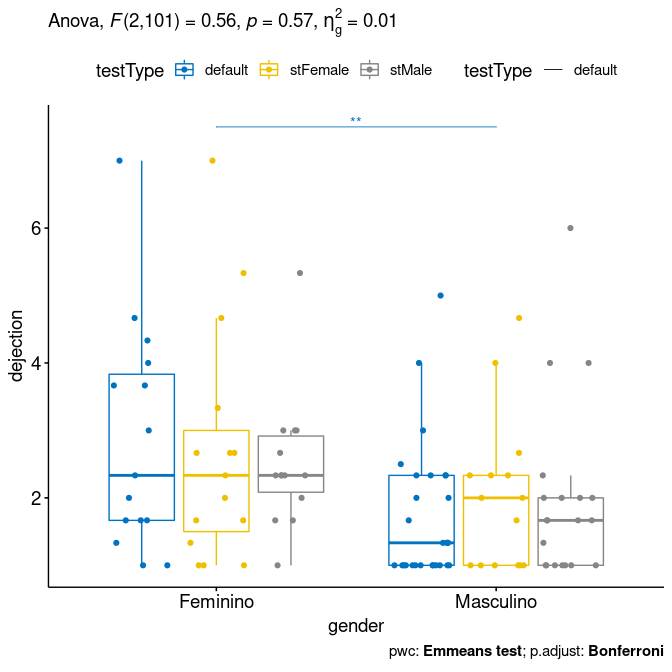 Anova, F(2,101) = 0.56, p = 0.57, η²g = 0.01
testType default stFemale stMale testType default
**
6
4
2
dejection
Feminino Masculino
gender
pwc: Emmeans test; p.adjust: Bonferroni